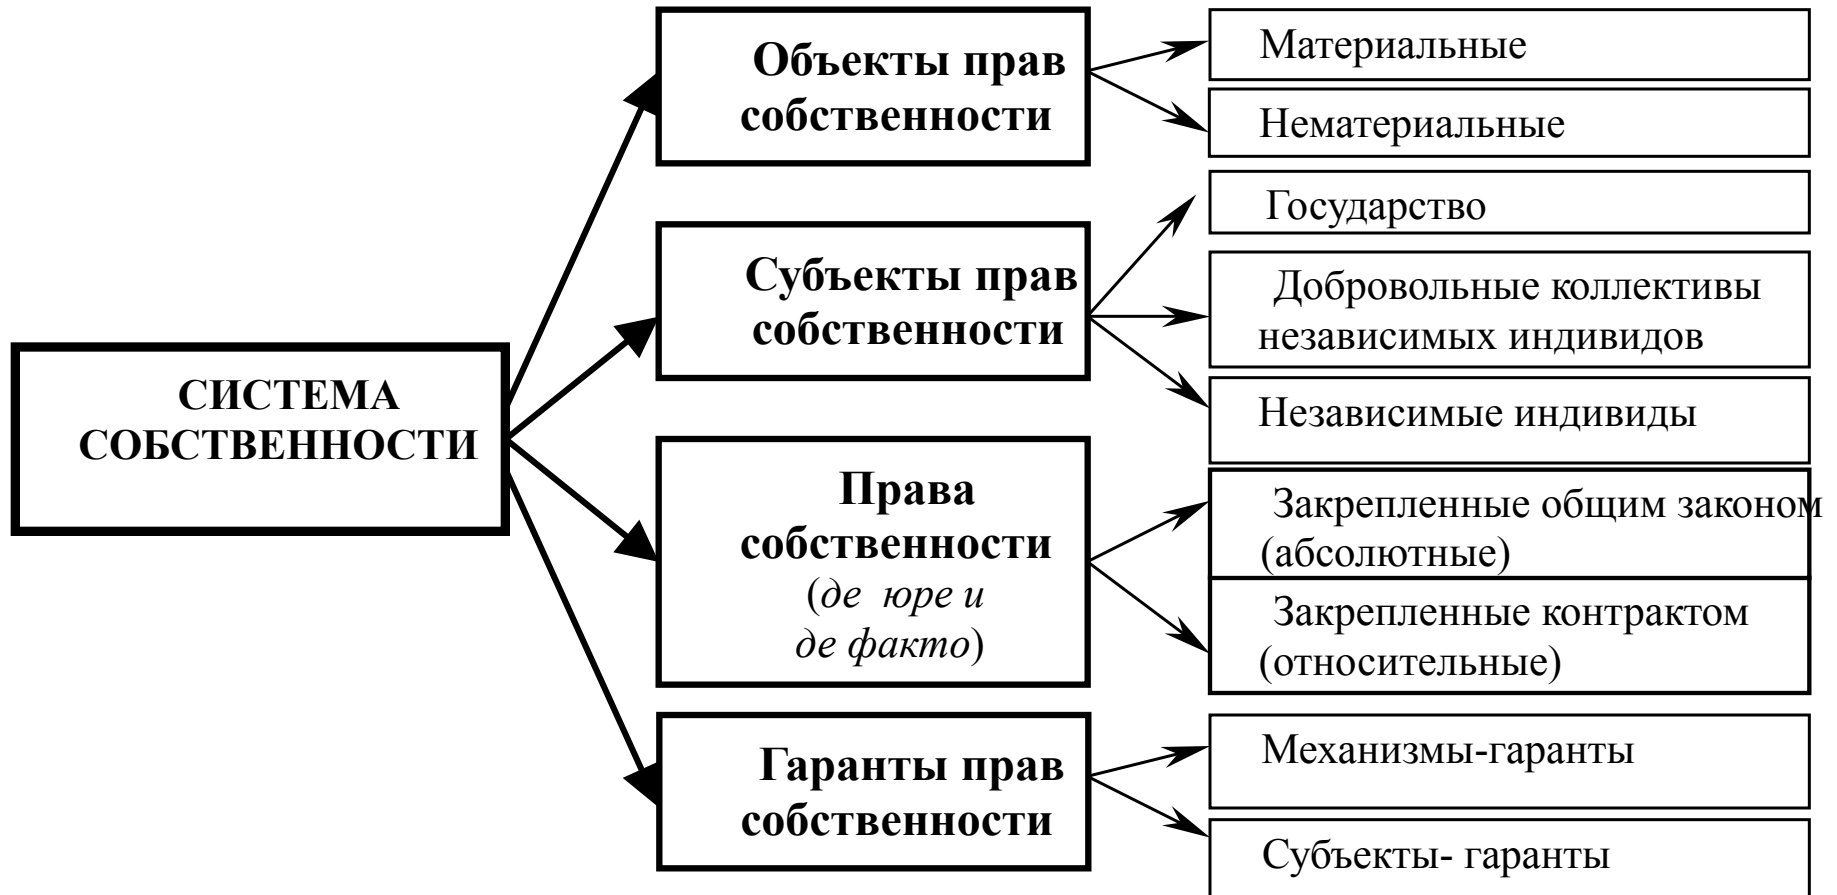 СИСТЕМА
СОБСТВЕННОСТИ
Объекты прав
собственности
Материальные
Нематериальные
Субъекты прав
собственности
Государство
Добровольные коллективы
независимых индивидов
Независимые индивиды
Права
собственности
(де юре и
де факто)
Закрепленные общим законом
(абсолютные)
Закрепленные контрактом
(относительные)
Гаранты прав
собственности
Механизмы-гаранты
Субъекты- гаранты